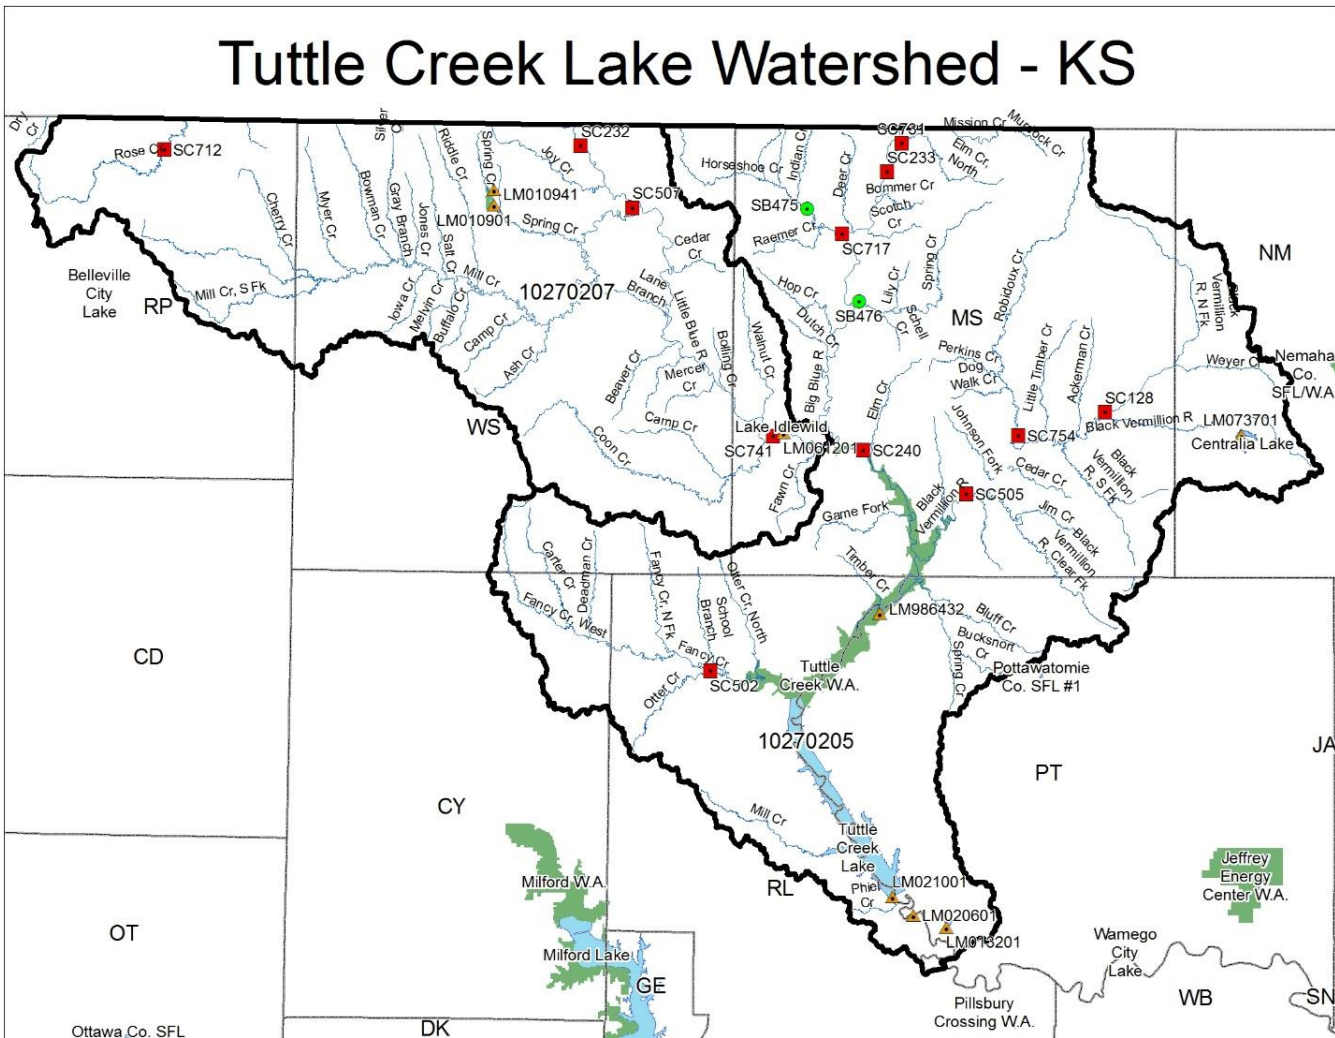 Tuttle Creek Lake Watershed - KS
Dry
Cr
Rose Cr
SC712
Cherry Cr
Myer Cr
Bowman Cr
Silver
Gray Branch
Jones Cr
Riddle Cr
Salt Cr
Spring Cr
LM010941
LM010901
Spring Cr
Joy Cr
SC232
SC507
Cedar
Cr
Mill Cr
Mill Cr, S Fk
Iowa Cr
Melvin Cr
Buffalo Cr
Camp Cr
Ash Cr
10270207
Lane
Branch
Little Blue R
Bolling Cr
Walnut Cr
Beaver Cr
Mercer
Cr
Camp Cr
Coon Cr
Belleville
City
Lake
RP
WS
Horseshoe Cr
Indian Cr
Deer Cr
SC731
SC233
Mission Cr
Murdock Cr
Elm Cr,
North
Bommer Cr
Scotch
Cr
SB475
Raemer Cr
SC717
Hop Cr
Dutch Cr
SB476
Lily Cr
Spring Cr
Schell
Cr
MS
Robidoux Cr
Perkins Cr
Dog
Walk Cr
Little Timber Cr
Ackerman Cr
Big Blue R
Elm Cr
Vermillion
R, N Fk
NM
Weyer Cr
Nemaha
Co.
SFL/W.A.
SC128
Black Vermillion R
LM073701
Centralia Lake
SC754
Johnson Fork
Cedar Cr
Black
Vermillion
R, S Fk
Lake Idlewild
SC741
LM061201
SC240
Fawn Cr
Game Fork
Black
Vermillion R
SC505
Jim Cr
Black
Vermillion
R, Clear Fk
Timber Cr
LM986432
Bluff Cr
Bucksnort
Cr
Spring Cr
Pottawatomie
Co. SFL #1
Carter Cr
Deadman Cr
Fancy Cr, West
Fancy Cr, N Fk
School
Branch
Otter Cr, North
Fancy Cr
SC502
Otter Cr
Tuttle
Creek W.A.
10270205
CD
CY
PT
JA
Mill Cr
Tuttle
Creek
Lake
RL
Phiel
Cr
LM021001
LM020601
LM013201
Milford W.A.
Milford Lake
GE
OT
DK
Ottawa Co. SFL
Jeffrey
Energy
Center W.A.
Wamego
City
Lake
Pillsbury
Crossing W.A.
WB
SN